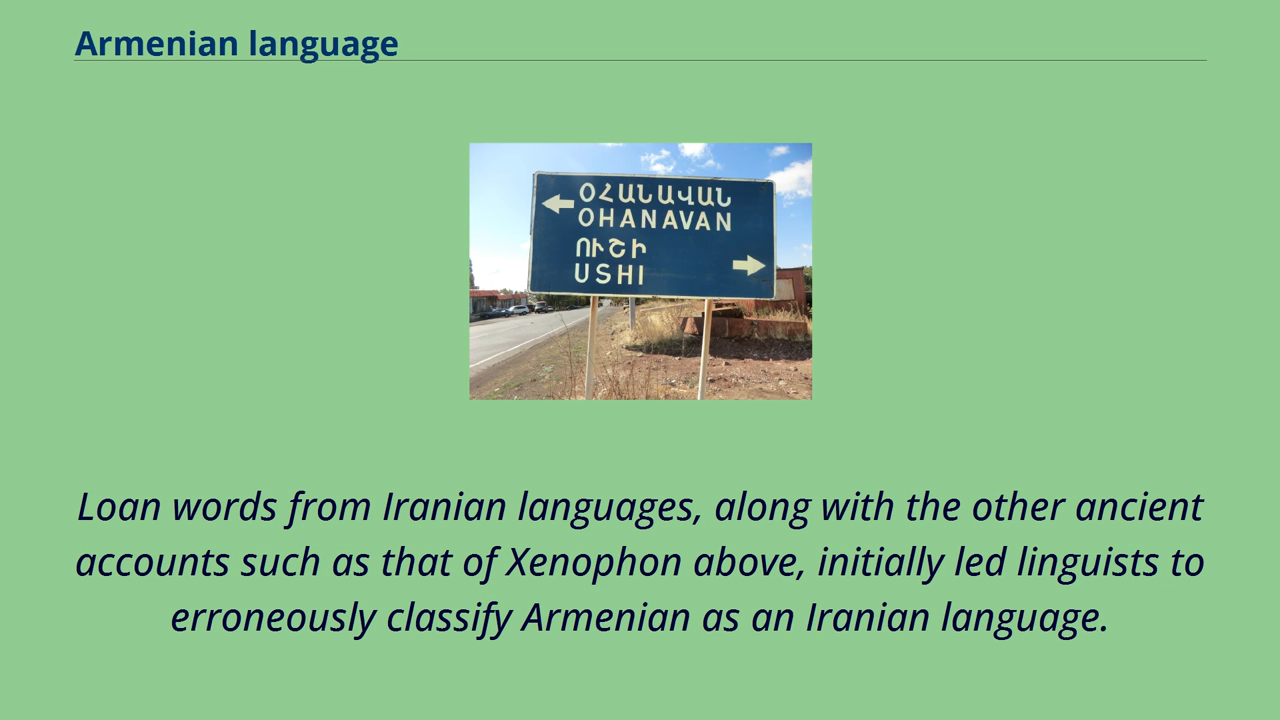 Armenian language
ՕՀԱՆԱՎԱՆ
OHANAVAN
ՈՒՇԻ
USHI
Loan words from Iranian languages, along with the other ancient
accounts such as that of Xenophon above, initially led linguists to
erroneously classify Armenian as an Iranian language.